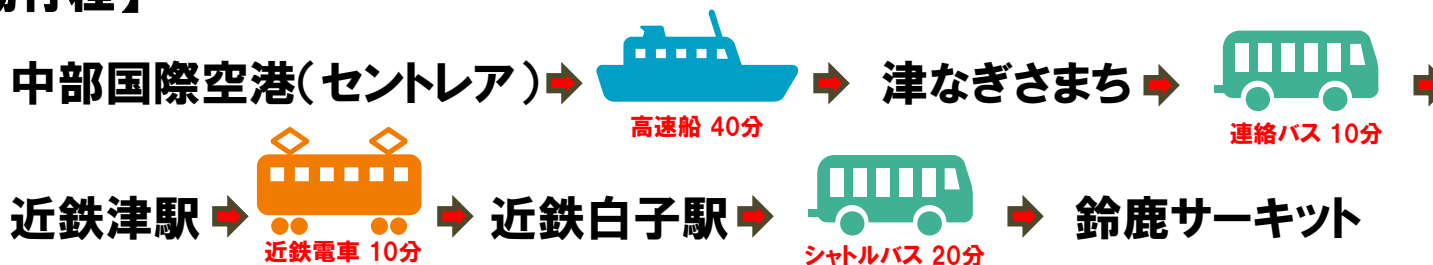 中部国際空港(セントレア)
津なぎさまち
高速船 40分
連絡バス 10分
近鉄津駅
近鉄白子駅
鈴鹿サーキット
近鉄電車 10分
シャトルバス 20分